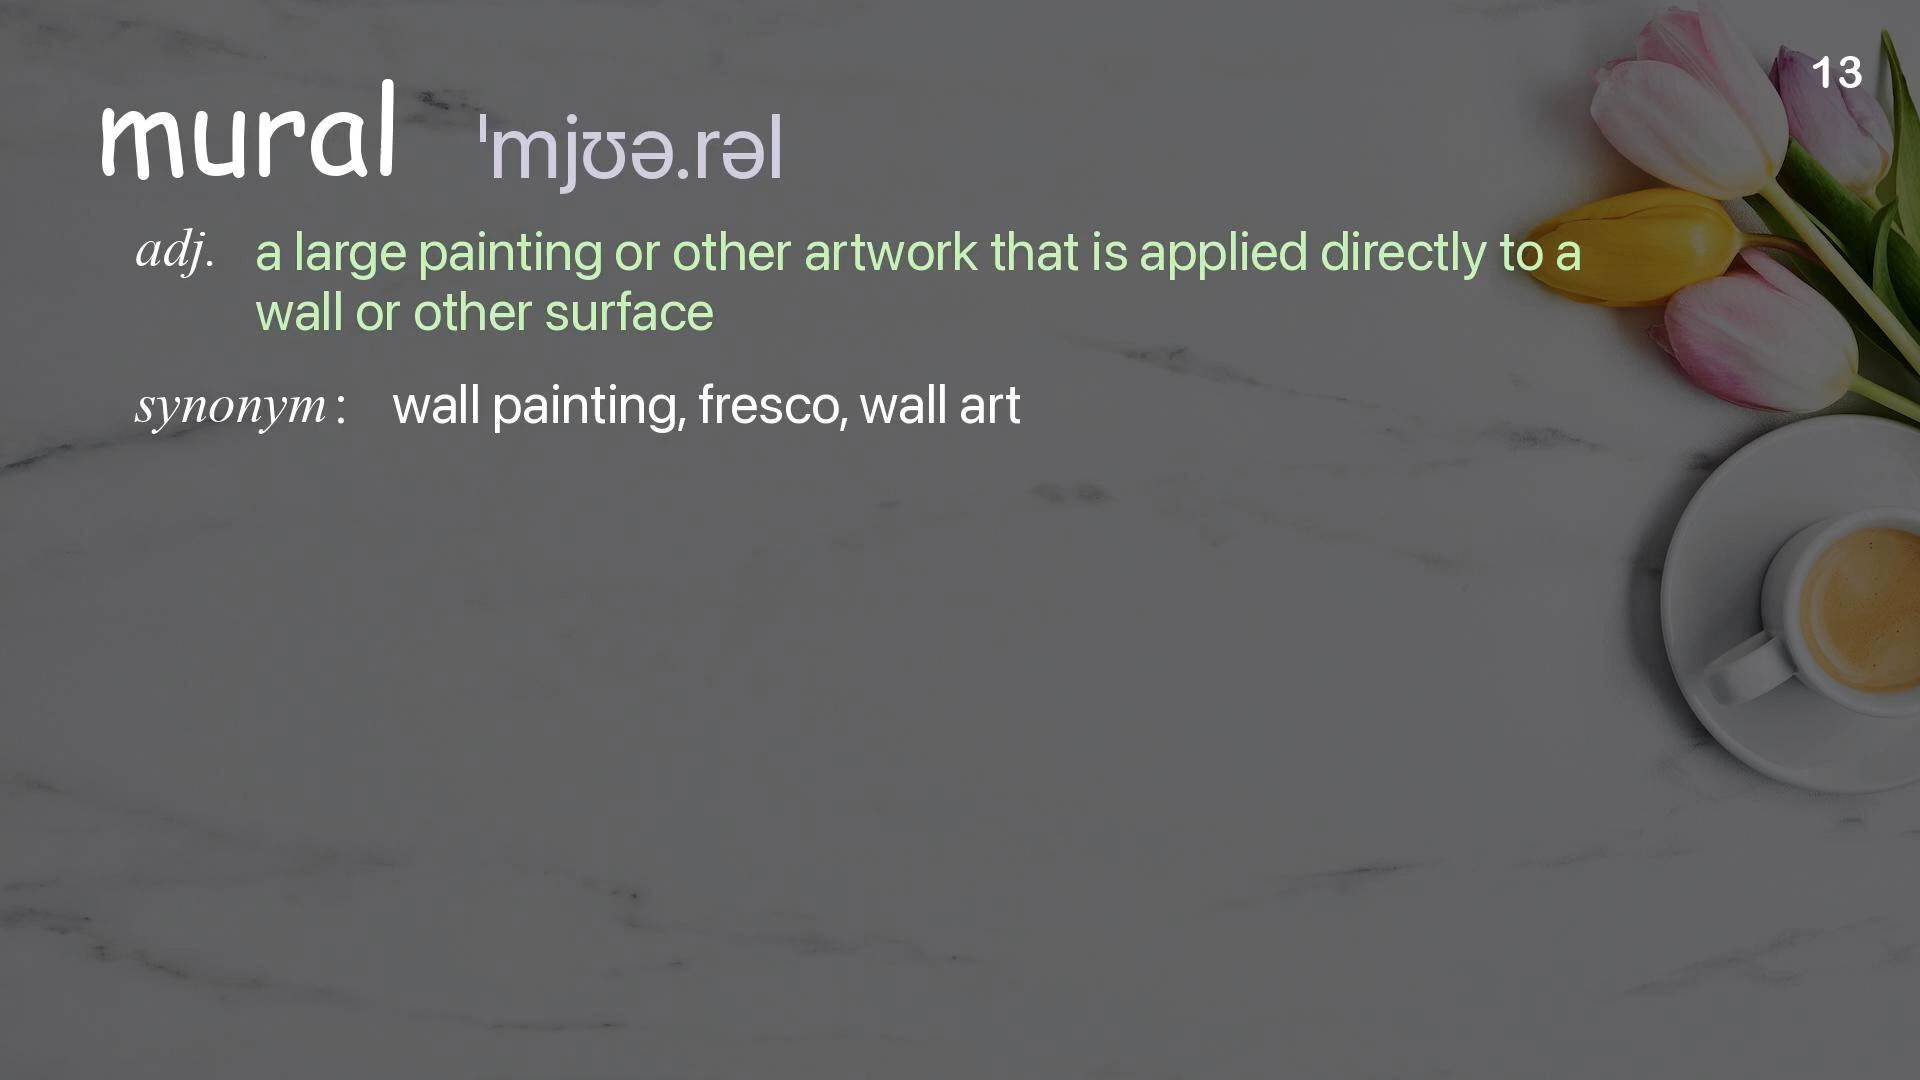 13
mural ˈmjʊə.rəl
adj. a large painting or other artwork that is applied directly to a
wall or other surface
synonym: wall painting, fresco, wall art